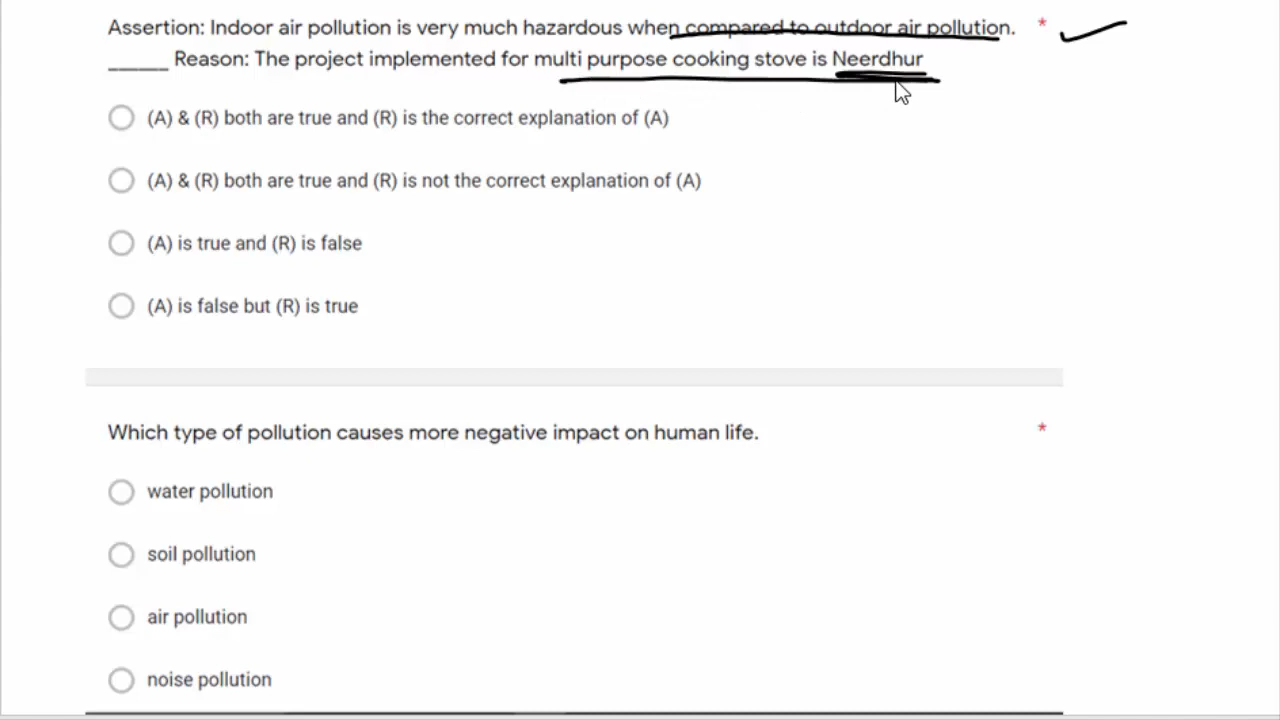 Assertion: Indoor air pollution is very much hazardous when compared to outdoor air pollution. *
______ Reason: The project implemented for multi purpose cooking stove is Neerdhur
(A) & (R) both are true and (R) is the correct explanation of (A)
(A) & (R) both are true and (R) is not the correct explanation of (A)
(A) is true and (R) is false
(A) is false but (R) is true
Which type of pollution causes more negative impact on human life. *
water pollution
soil pollution
air pollution
noise pollution